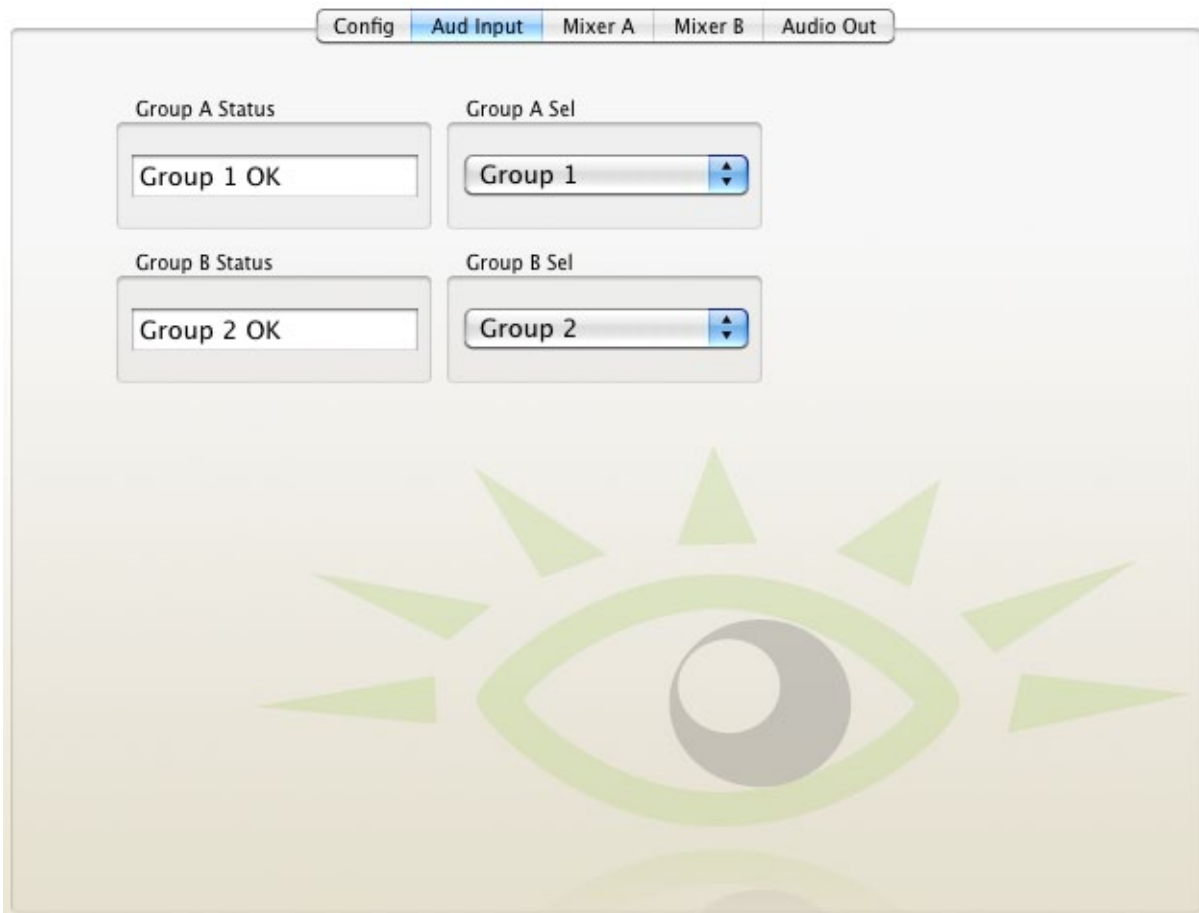 Config Aud Input Mixer A Mixer B Audio Out
Group A Status Group A Sel
Group 1 OK Group 1
Group B Status Group B Sel
Group 2 OK Group 2